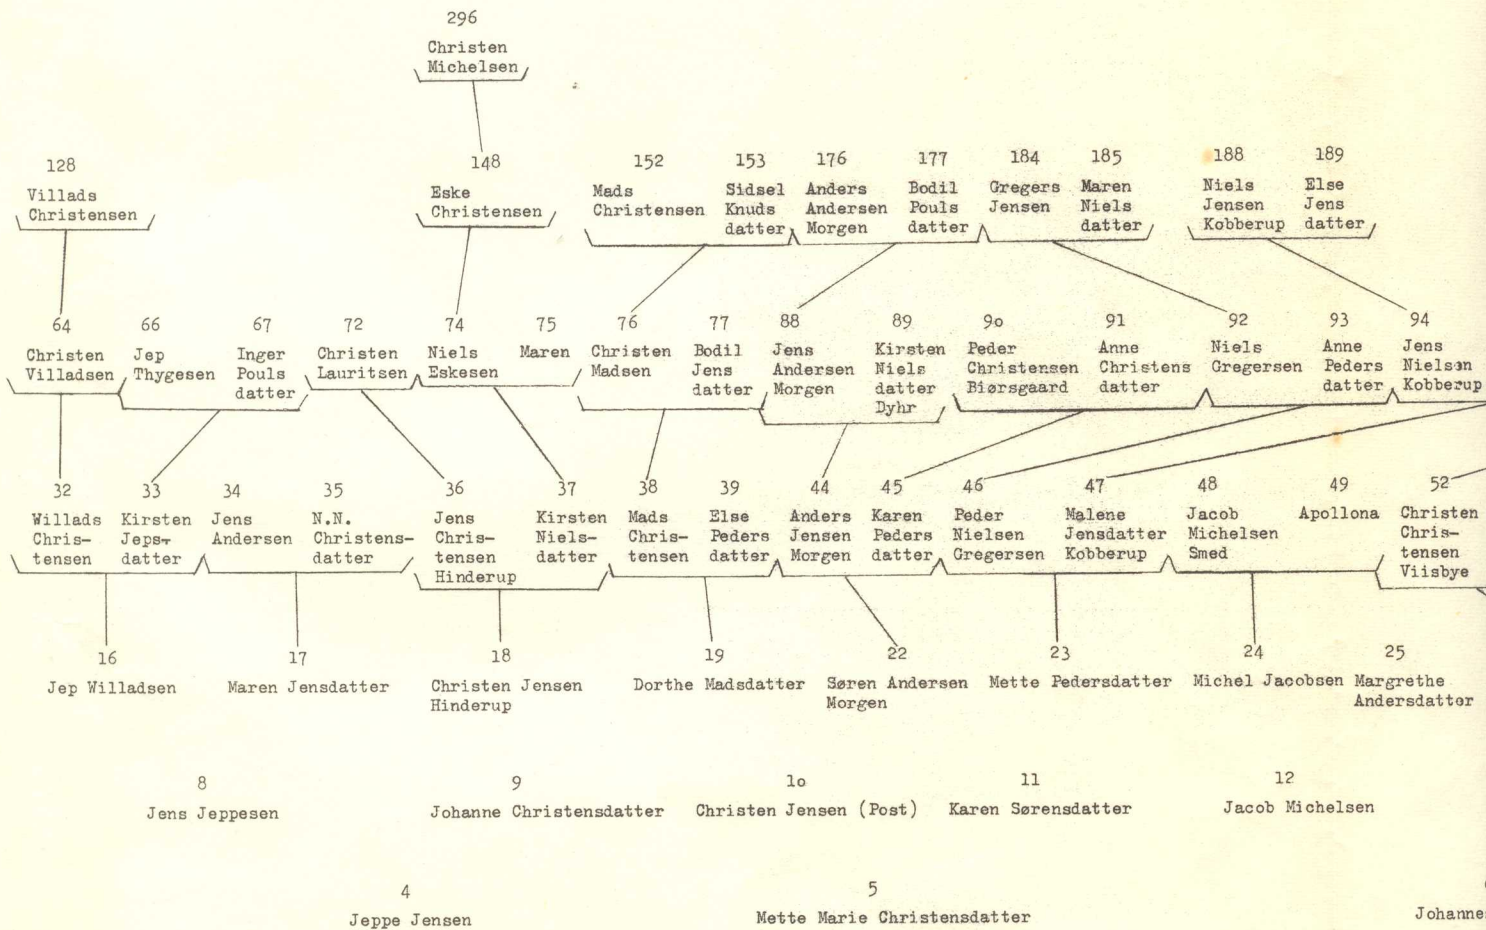 296
Christen
Michelsen
128
Villads
Christensen
148
Eske
Christensen
152
Mads
Christensen
153
Sidsel
Knuds
datter
176
Anders
Andersen
Morgen
177
Bodil
Pouls
datter
184
Gregers
Jensen
185
Maren
Niels
datter
188
Niels
Jensen
Kobberup
189
Else
Jens
datter
64
Christen
Villadsen
66
Jep
Thygesen
67
Inger
Pouls
datter
72
Christen
Lauritsen
74
Niels
Eskesen
75
Maren
76
Christen
Madsen
77
Bodil
Jens
datter
88
Jens
Andersen
Morgen
89
Kirsten
Niels
datter
Dyhr
9o
Peder
Christensen
Biørsgaard
91
Anne
Christens
datter
92
Niels
Gregersen
93
Anne
Peders
datter
94
Jens
Nielsen
Kobberup
32
Willads
Chris-
tensen
33
Kirsten
Jeps-
datter
34
Jens
Andersen
35
N.N.
Christens-
datter
36
Jens
Chris-
tensen
Hinderup
37
Kirsten
Niels-
datter
38
Mads
Chris-
tensen
39
Else
Peders
datter
44
Anders
Jensen
Morgen
45
Karen
Peders
datter
46
Peder
Nielsen
Gregersen
47
Malene
Jensdatter
Kobberup
48
Jacob
Michelsen
Smed
49
Apollona
52
Christen
Chris-
tensen
Viisbye
16
Jep Willadsen
17
Maren Jensdatter
18
Christen Jensen
Hinderup
19
Dorthe Madsdatter
22
Søren Andersen
Morgen
23
Mette Pedersdatter
24
Michel Jacobsen
25
Margrethe
Andersdatter
8
Jens Jeppesen
9
Johanne Christensdatter
1o
Christen Jensen (Post)
11
Karen Sørensdatter
12
Jacob Michelsen
4
Jeppe Jensen
5
Mette Marie Christensdatter